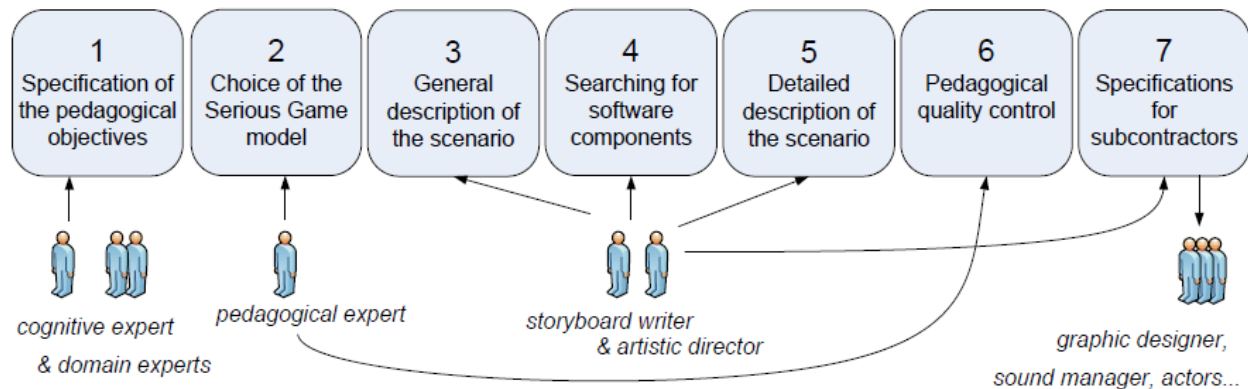 1
Specification of
the pedagogical
objectives
2
Choice of the
Serious Game
model
3
General
description of
the scenario
4
Searching for
software
components
5
Detailed
description of
the scenario
6
Pedagogical
quality control
7
Specifications
for
subcontractors
cognitive expert
& domain experts
pedagogical expert
storyboard writer
& artistic director
graphic designer,
sound manager, actors...